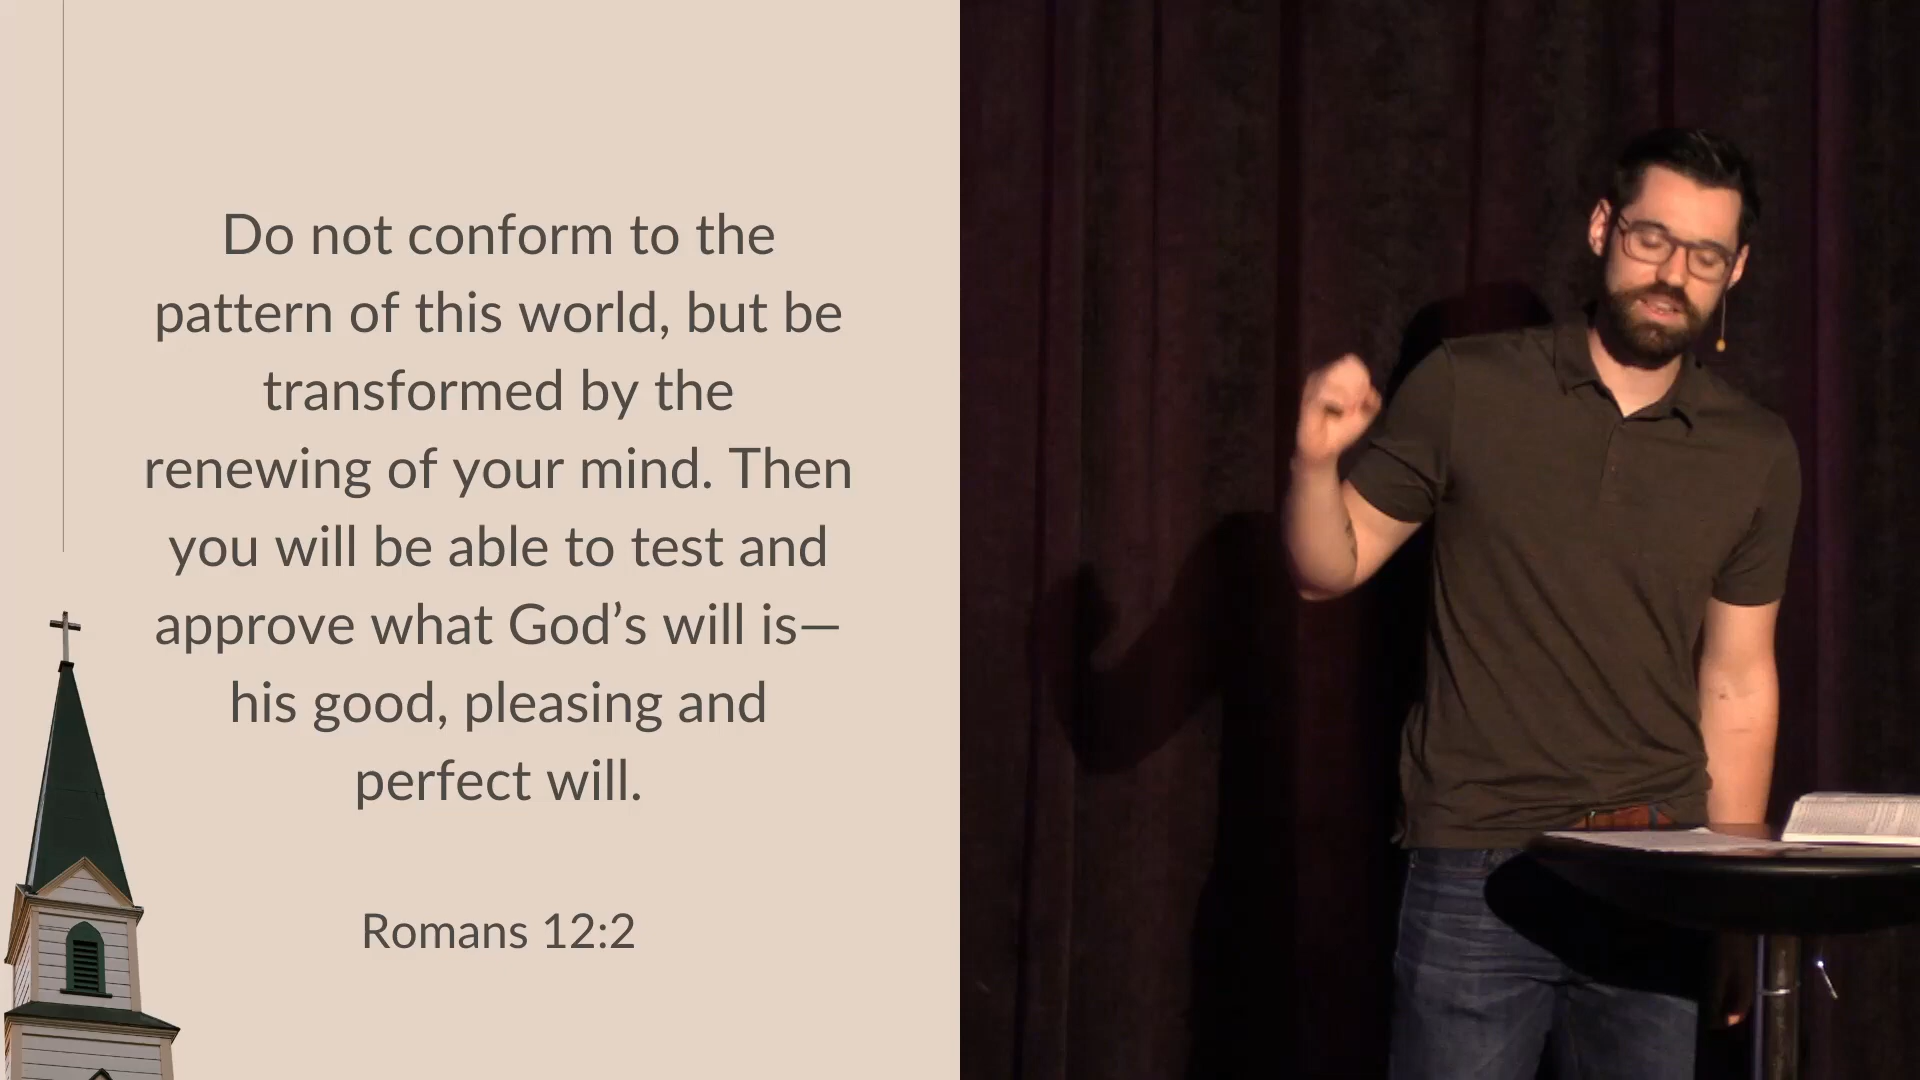 Do not conform to the
pattern of this world, but be
transformed by the
renewing of your mind. Then
you will be able to test and
approve what God’s will is—
his good, pleasing and
perfect will.
Romans 12:2